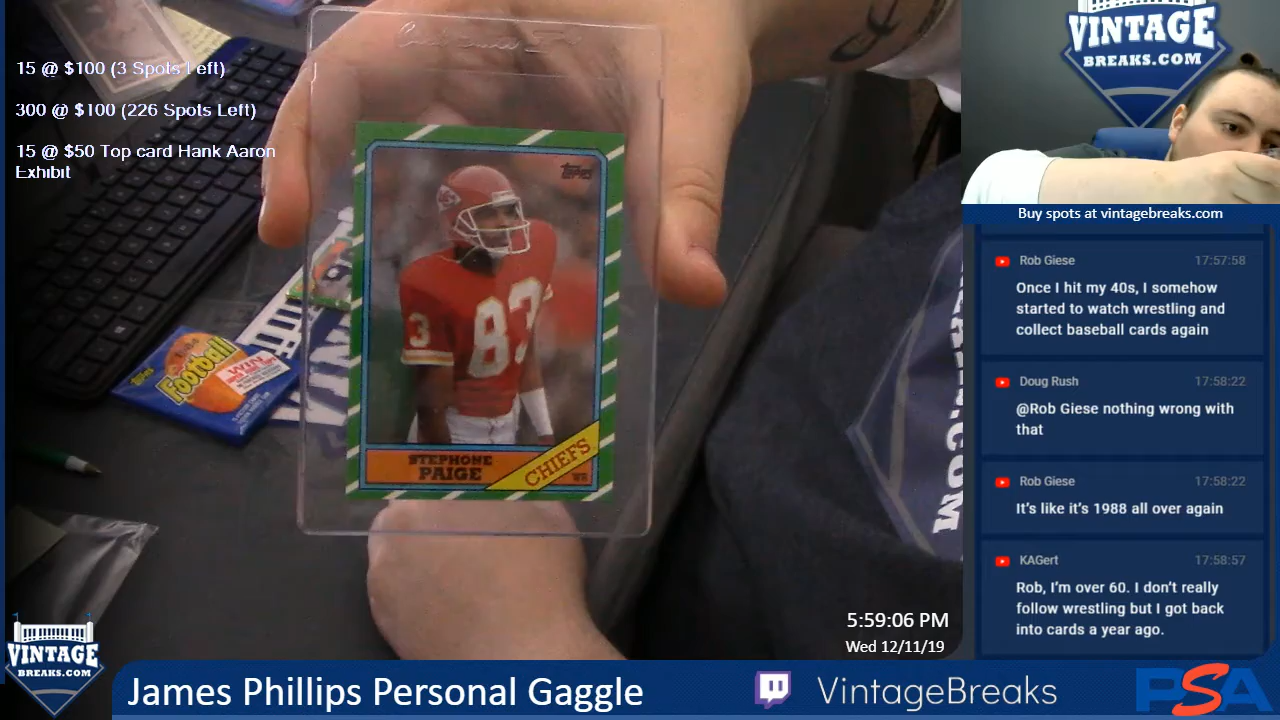 15 @ $100 (3 Spots Left)
300 @ $100 (226 Spots Left)
15 @ $50 Top card Hank Aaron
Exhibit
Topps
83
3
STEPHONE
PAIGE
CHIEFS
WR
Topps
Football
WIN
VINTAGE
BREAKS.COM
Buy spots at vintagebreaks.com
Rob Giese 17:57:58
Once I hit my 40s, I somehow
started to watch wrestling and
collect baseball cards again
Doug Rush 17:58:22
@Rob Giese nothing wrong with
that
Rob Giese 17:58:22
It's like it's 1988 all over again
KAGert 17:58:57
Rob, I'm over 60. I don't really
follow wrestling but I got back
into cards a year ago.
5:59:06 PM
Wed 12/11/19
VINTAGE
BREAKS.COM
James Phillips Personal Gaggle
VintageBreaks
PSA